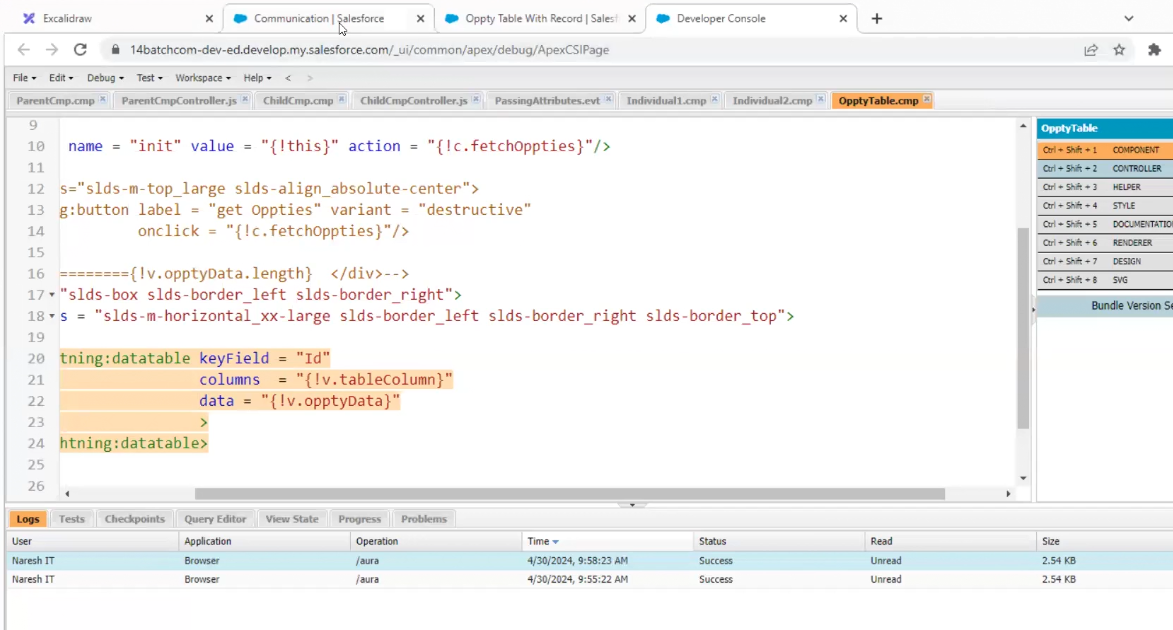 Excalidraw
Communication | Salesforce
Oppty Table With Record | Sales
Developer Console
14batchcom-dev-ed.develop.my.salesforce.com/_ui/common/apex/debug/ApexCSIPage
File Edit Debug Test Workspace Help < >
ParentCmp.cmp ParentCmpController.js ChildCmp.cmp ChildCmpController.js PassingAttributes.evt Individual1.cmp Individual2.cmp OpptyTable.cmp
9
10 name = "init" value = "{!this}" action = "{!c.fetchOppties}"/>
11
12 s="slds-m-top_large slds-align_absolute-center">
13 g:button label = "get Oppties" variant = "destructive"
14 onclick = "{!c.fetchOppties}"/>
15
16 ========{!v.opptyData.length} </div>-->
17 "slds-box slds-border_left slds-border_right">
18 s = "slds-m-horizontal_xx-large slds-border_left slds-border_right slds-border_top">
19
20 tning:datatable keyField = "Id"
21 columns = "{!v.tableColumn}"
22 data = "{!v.opptyData}"
23 >
24 htning:datatable>
25
26
OpptyTable
Ctrl + Shift + 1 COMPONENT
Ctrl + Shift + 2 CONTROLLER
Ctrl + Shift + 3 HELPER
Ctrl + Shift + 4 STYLE
Ctrl + Shift + 5 DOCUMENTATIO
Ctrl + Shift + 6 RENDERER
Ctrl + Shift + 7 DESIGN
Ctrl + Shift + 8 SVG
Bundle Version Se
Logs Tests Checkpoints Query Editor View State Progress Problems
User Application Operation Time Status Read Size
Naresh IT Browser /aura 4/30/2024, 9:58:23 AM Success Unread 2.54 KB
Naresh IT Browser /aura 4/30/2024, 9:55:22 AM Success Unread 2.54 KB